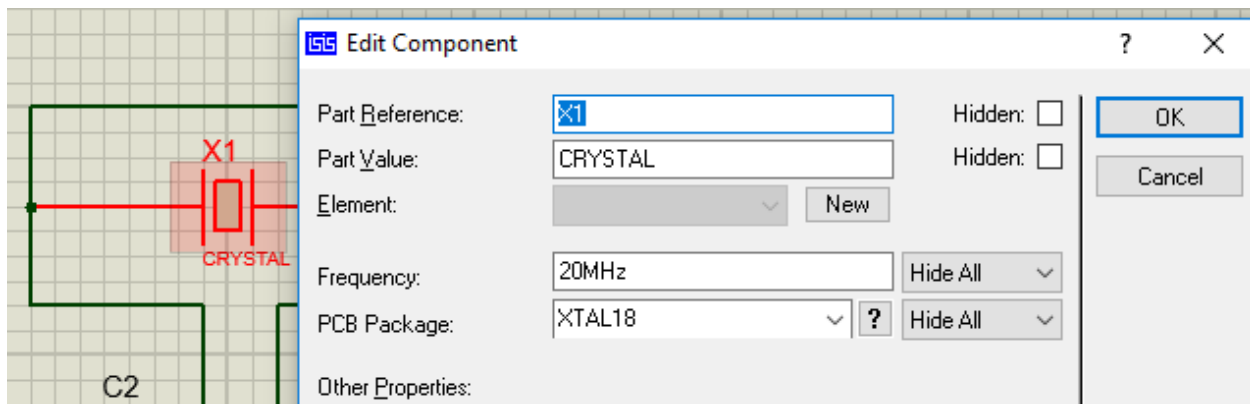 isis Edit Component ?
Part Reference: X1 Hidden: OK
Part Value: CRYSTAL Hidden: Cancel
Element: New
Frequency: 20MHz Hide All
PCB Package: XTAL18 ? Hide All
Other Properties:
X1
CRYSTAL
C2